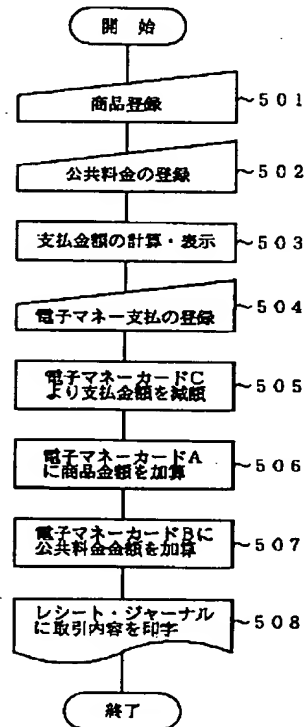 開 始
商品登録
~501
公共料金の登録
~502
支払金額の計算・表示
~503
電子マネー支払の登録
~504
電子マネーカードC
より支払金額を減額
~505
電子マネーカードA
に商品金額を加算
~506
電子マネーカードBに
公共料金金額を加算
~507
レシート・ジャーナル
に取引内容を印字
~508
終了